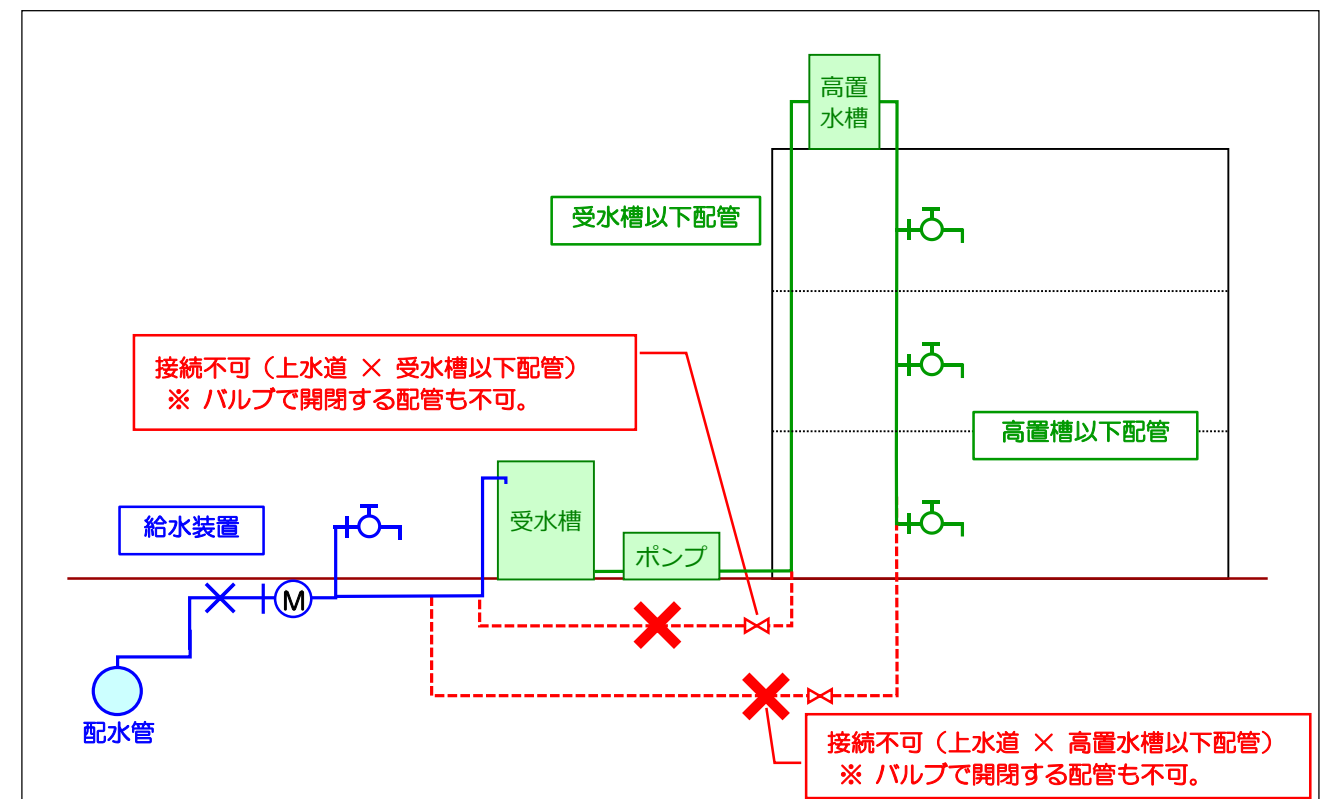 高置
水槽
受水槽以下配管
接続不可（上水道 × 受水槽以下配管）
※ バルブで開閉する配管も不可。
高置槽以下配管
給水装置
受水槽
ポンプ
M
配水管
接続不可（上水道 × 高置水槽以下配管）
※ バルブで開閉する配管も不可。